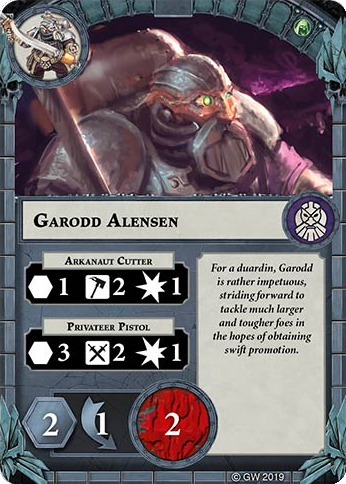 Garodd Alensen
Arkanaut Cutter
1 2 1
For a duardin, Garodd
is rather impetuous,
striding forward to
tackle much larger
and tougher foes in
the hopes of obtaining
swift promotion.
Privateer Pistol
3 2 1
2 1 2
© GW 2019